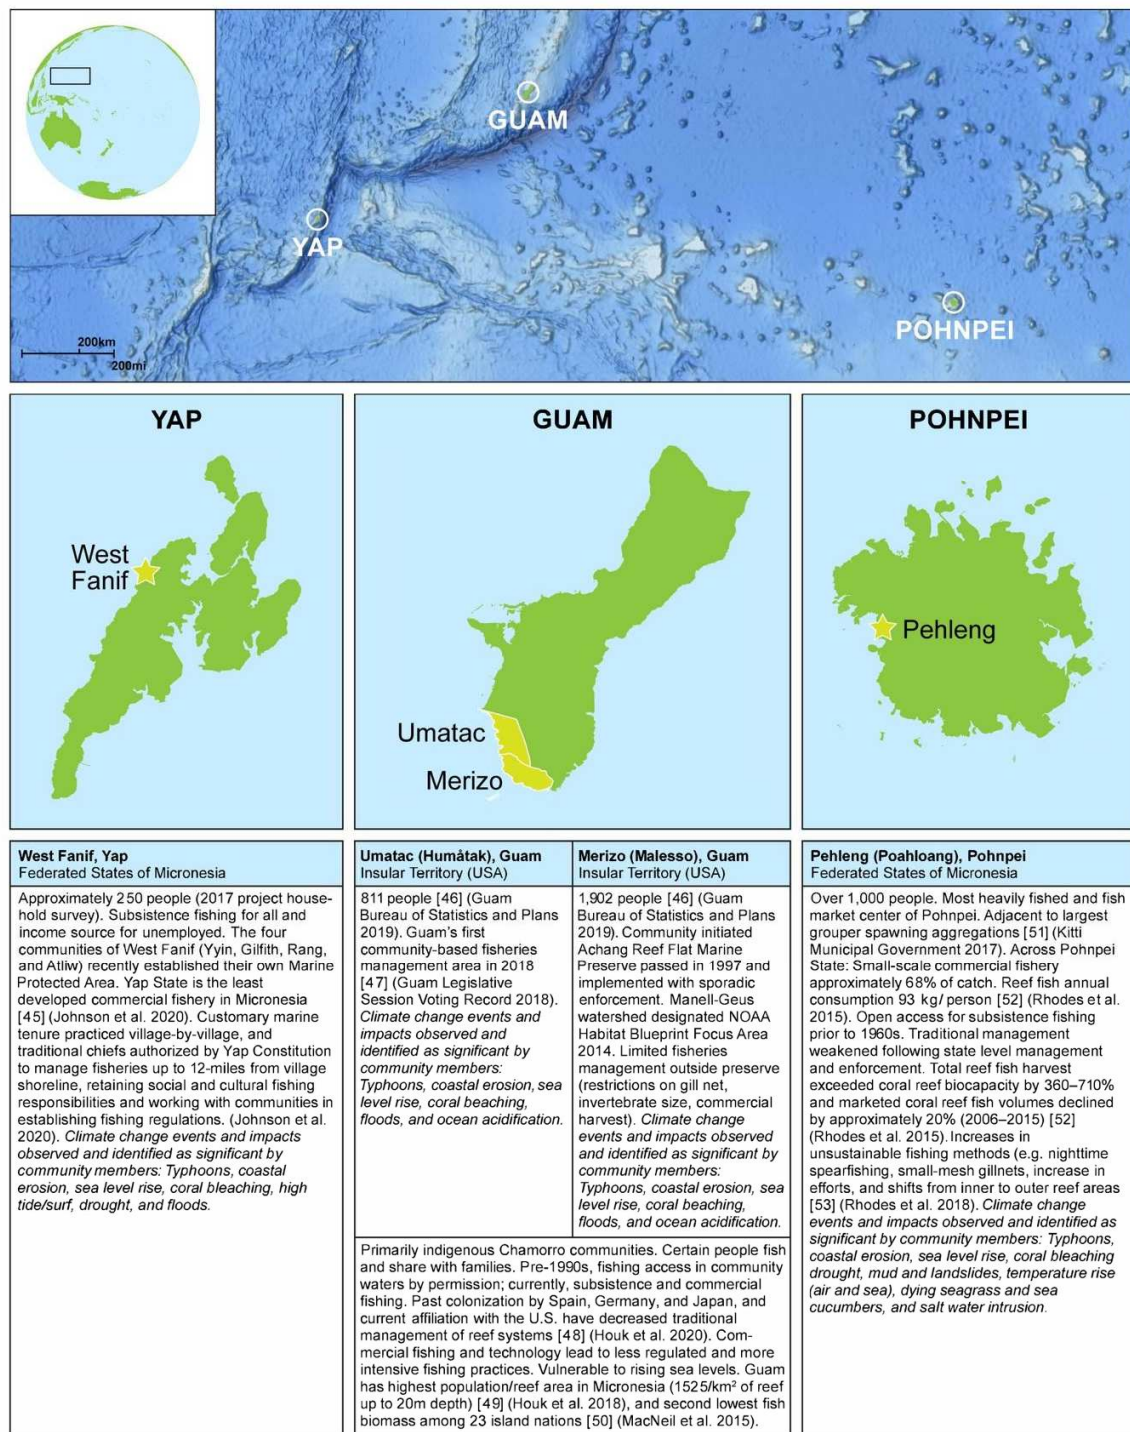 GUAM
YAP
POHNPEI
200km
200mi
YAP
West
Fanif
GUAM
Umatac
Merizo
POHNPEI
Pehleng
West Fanif, Yap
Federated States of Micronesia
Approximately 250 people (2017 project house-
hold survey). Subsistence fishing for all and
income source for unemployed. The four
communities of West Fanif (Yyin, Gilfith, Rang,
and Atliw) recently established their own Marine
Protected Area. Yap State is the least
developed commercial fishery in Micronesia
[45] (Johnson et al. 2020). Customary marine
tenure practiced village-by-village, and
traditional chiefs authorized by Yap Constitution
to manage fisheries up to 12-miles from village
shoreline, retaining social and cultural fishing
responsibilities and working with communities in
establishing fishing regulations. (Johnson et al.
2020). Climate change events and impacts
observed and identified as significant by
community members: Typhoons, coastal
erosion, sea level rise, coral bleaching, high
tide/surf, drought, and floods.
Umatac (Humåtak), Guam
Insular Territory (USA)
811 people [46] (Guam
Bureau of Statistics and Plans
2019). Guam's first
community-based fisheries
management area in 2018
[47] (Guam Legislative
Session Voting Record 2018).
Climate change events and
impacts observed and
identified as significant by
community members:
Typhoons, coastal erosion, sea
level rise, coral beaching,
floods, and ocean acidification.
Merizo (Malesso), Guam
Insular Territory (USA)
1,902 people [46] (Guam
Bureau of Statistics and Plans
2019). Community initiated
Achang Reef Flat Marine
Preserve passed in 1997 and
implemented with sporadic
enforcement. Manell-Geus
watershed designated NOAA
Habitat Blueprint Focus Area
2014. Limited fisheries
management outside preserve
(restrictions on gill net,
invertebrate size, commercial
harvest). Climate change
events and impacts observed
and identified as significant by
community members:
Typhoons, coastal erosion, sea
level rise, coral beaching,
floods, and ocean acidification.
Primarily indigenous Chamorro communities. Certain people fish
and share with families. Pre-1990s, fishing access in community
waters by permission; currently, subsistence and commercial
fishing. Past colonization by Spain, Germany, and Japan, and
current affiliation with the U.S. have decreased traditional
management of reef systems [48] (Houk et al. 2020). Com-
mercial fishing and technology lead to less regulated and more
intensive fishing practices. Vulnerable to rising sea levels. Guam
has highest population/reef area in Micronesia (1525/km² of reef
up to 20m depth) [49] (Houk et al. 2018), and second lowest fish
biomass among 23 island nations [50] (MacNeil et al. 2015).
Pehleng (Poahloang), Pohnpei
Federated States of Micronesia
Over 1,000 people. Most heavily fished and fish
market center of Pohnpei. Adjacent to largest
grouper spawning aggregations [51] (Kitti
Municipal Government 2017). Across Pohnpei
State: Small-scale commercial fishery
approximately 68% of catch. Reef fish annual
consumption 93 kg/person [52] (Rhodes et al.
2015). Open access for subsistence fishing
prior to 1960s. Traditional management
weakened following state level management
and enforcement. Total reef fish harvest
exceeded coral reef biocapacity by 360–710%
and marketed coral reef fish volumes declined
by approximately 20% (2006–2015) [52]
(Rhodes et al. 2015). Increases in
unsustainable fishing methods (e.g. nighttime
spearfishing, small-mesh gillnets, increase in
efforts, and shifts from inner to outer reef areas
[53] (Rhodes et al. 2018). Climate change
events and impacts observed and identified as
significant by community members: Typhoons,
coastal erosion, sea level rise, coral bleaching
drought, mud and landslides, temperature rise
(air and sea), dying seagrass and sea
cucumbers, and salt water intrusion.